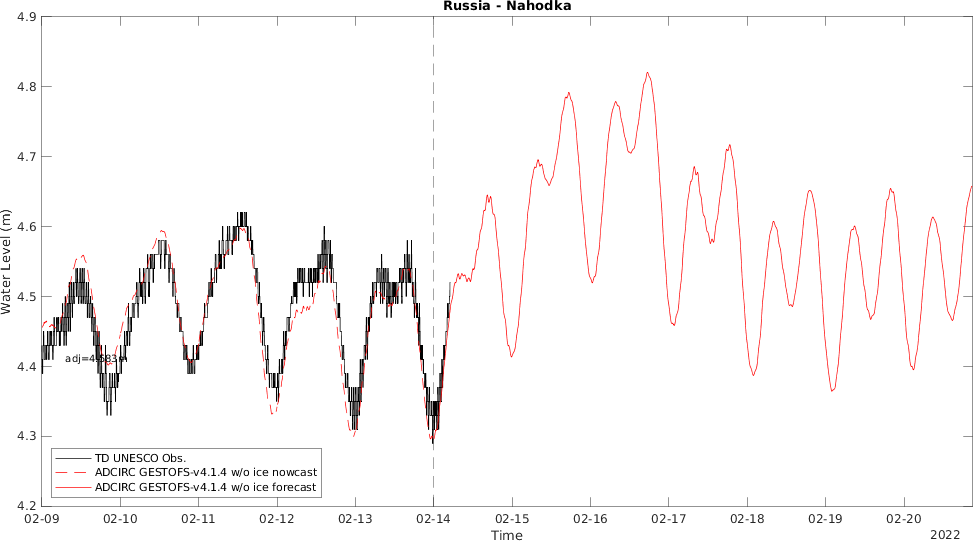 Russia - Nahodka
4.9
4.8
4.7
4.6
4.5
4.4
4.3
4.2
Water Level (m)
adj=4.583m
TD UNESCO Obs.
ADCIRC GESTOFS-v4.1.4 w/o ice nowcast
ADCIRC GESTOFS-v4.1.4 w/o ice forecast
02-09 02-10 02-11 02-12 02-13 02-14 02-15 02-16 02-17 02-18 02-19 02-20
Time
2022